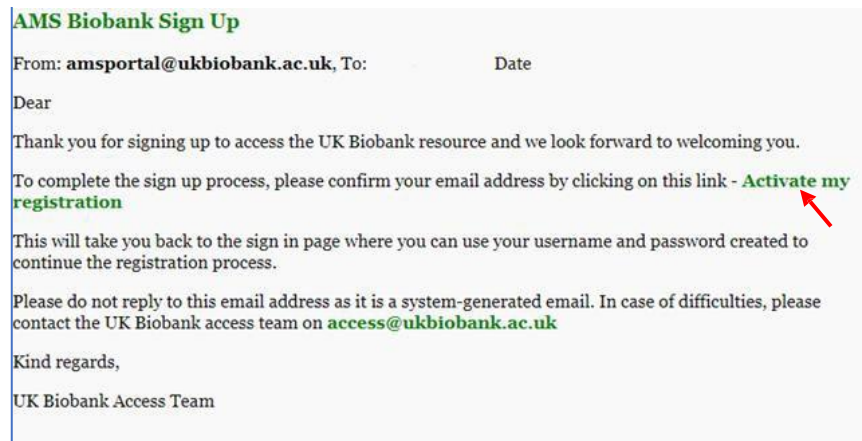 AMS Biobank Sign Up
From: amsportal@ukbiobank.ac.uk, To: Date
Dear
Thank you for signing up to access the UK Biobank resource and we look forward to welcoming you.
To complete the sign up process, please confirm your email address by clicking on this link - Activate my
registration
This will take you back to the sign in page where you can use your username and password created to
continue the registration process.
Please do not reply to this email address as it is a system-generated email. In case of difficulties, please
contact the UK Biobank access team on access@ukbiobank.ac.uk
Kind regards,
UK Biobank Access Team